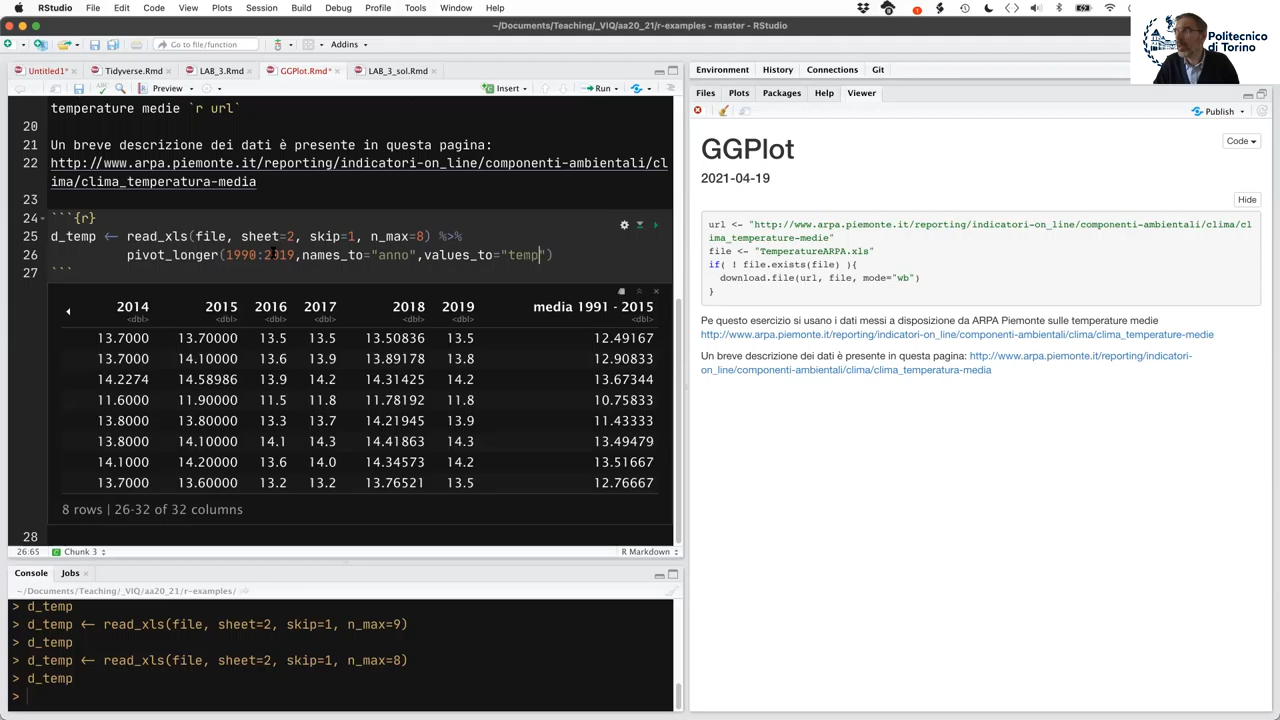 RStudio File Edit Code View Plots Session Build Debug Profile Tools Window Help
~/Documents/Teaching/_VIQ/aa20_21/r-examples - master - RStudio
Go to file/function Addins
Politecnico
di Torino
Untitled1* Tidyverse.Rmd LAB_3.Rmd GGPlot.Rmd* LAB_3_sol.Rmd
Preview Insert Run
temperature medie `r url`
20
21 Un breve descrizione dei dati è presente in questa pagina:
22 http://www.arpa.piemonte.it/reporting/indicatori-on_line/componenti-ambientali/cl
ima/clima_temperatura-media
23
24 ```{r}
25 d_temp <- read_xls(file, sheet=2, skip=1, n_max=8) %>%
26 pivot_longer(1990:2019,names_to="anno",values_to="temp")
27 ```
2014 2015 2016 2017 2018 2019 media 1991 - 2015
<dbl> <dbl> <dbl> <dbl> <dbl> <dbl> <dbl>
13.7000 13.70000 13.5 13.5 13.50836 13.5 12.49167
13.7000 14.10000 13.6 13.9 13.89178 13.8 12.90833
14.2274 14.58986 13.9 14.2 14.31425 14.2 13.67344
11.6000 11.90000 11.5 11.8 11.78192 11.8 10.75833
13.8000 14.10000 13.3 13.7 14.21945 13.9 11.43333
13.8000 14.10000 14.1 14.3 14.41863 14.3 13.49479
14.1000 14.20000 13.6 14.0 14.34573 14.2 13.51667
13.7000 13.60000 13.2 13.2 13.76521 13.5 12.76667
8 rows | 26-32 of 32 columns
28
26:65 Chunk 3 R Markdown
Console Jobs
~/Documents/Teaching/_VIQ/aa20_21/r-examples/
> d_temp
> d_temp <- read_xls(file, sheet=2, skip=1, n_max=9)
> d_temp
> d_temp <- read_xls(file, sheet=2, skip=1, n_max=8)
> d_temp
>
Environment History Connections Git
Files Plots Packages Help Viewer
Publish
GGPlot
Code
2021-04-19
Hide
url <- "http://www.arpa.piemonte.it/reporting/indicatori-on_line/componenti-ambientali/clima/cl
ima_temperature-medie"
file <- "TemperatureARPA.xls"
if( ! file.exists(file) ){
download.file(url, file, mode="wb")
}
Pe questo esercizio si usano i dati messi a disposizione da ARPA Piemonte sulle temperature medie
http://www.arpa.piemonte.it/reporting/indicatori-on_line/componenti-ambientali/clima/clima_temperature-medie
Un breve descrizione dei dati è presente in questa pagina: http://www.arpa.piemonte.it/reporting/indicatori-
on_line/componenti-ambientali/clima/clima_temperatura-media